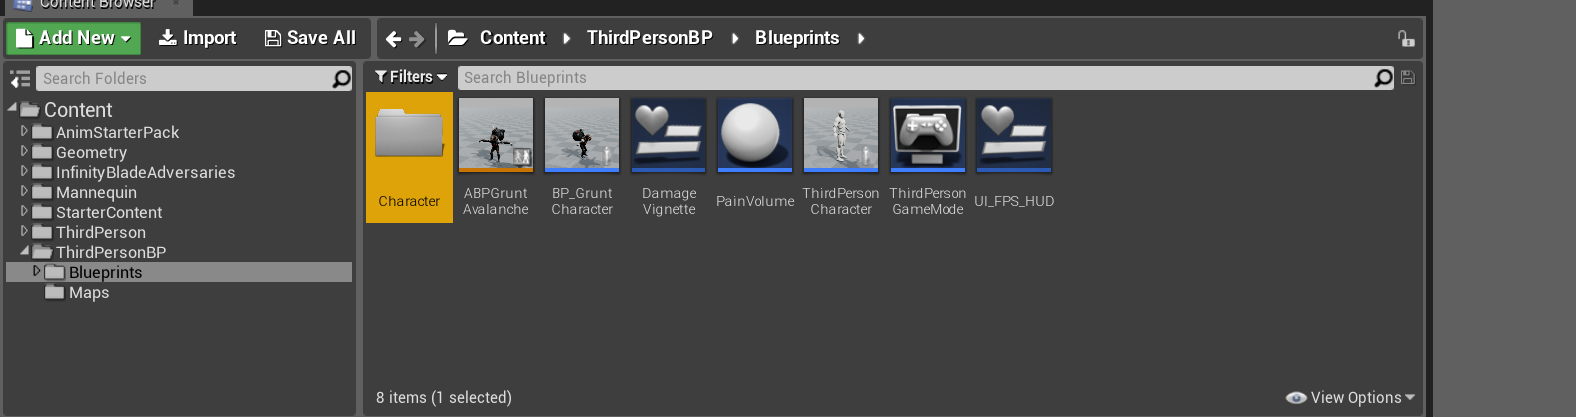 Content Browser
Add New
Import
Save All
Content
ThirdPersonBP
Blueprints
Search Folders
Filters
Search Blueprints
Content
AnimStarterPack
Geometry
InfinityBladeAdversaries
Mannequin
StarterContent
ThirdPerson
ThirdPersonBP
Blueprints
Maps
Character
ABPGrunt
Avalanche
BP_Grunt
Character
Damage
Vignette
PainVolume
ThirdPerson
Character
ThirdPerson
GameMode
UI_FPS_HUD
8 items (1 selected)
View Options